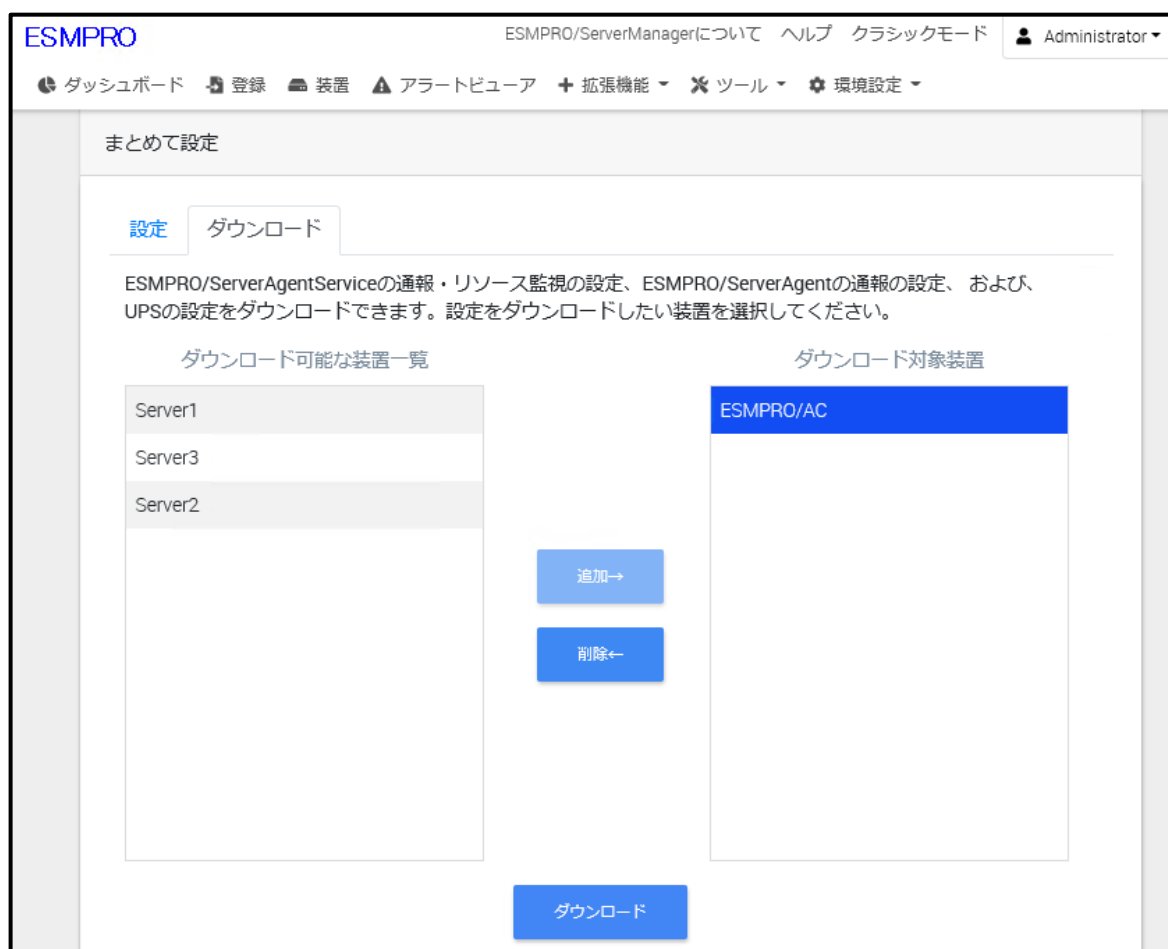 ESMPRO
ESMPRO/ServerManagerについて ヘルプ クラシックモード Administrator
ダッシュボード 登録 装置 アラートビューア 拡張機能 ツール 環境設定
まとめて設定
設定 ダウンロード
ESMPRO/ServerAgentServiceの通報・リソース監視の設定、ESMPRO/ServerAgentの通報の設定、 および、
UPSの設定をダウンロードできます。設定をダウンロードしたい装置を選択してください。
ダウンロード可能な装置一覧 ダウンロード対象装置
Server1 ESMPRO/AC
Server3
Server2
追加→
削除←
ダウンロード